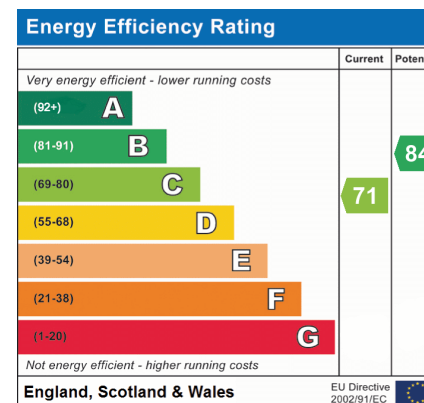 Energy Efficiency Rating
Current Poten
Very energy efficient - lower running costs
(92+) A
(81-91) B
84
(69-80) C
71
(55-68) D
(39-54) E
(21-38) F
(1-20) G
Not energy efficient - higher running costs
England, Scotland & Wales
EU Directive
2002/91/EC